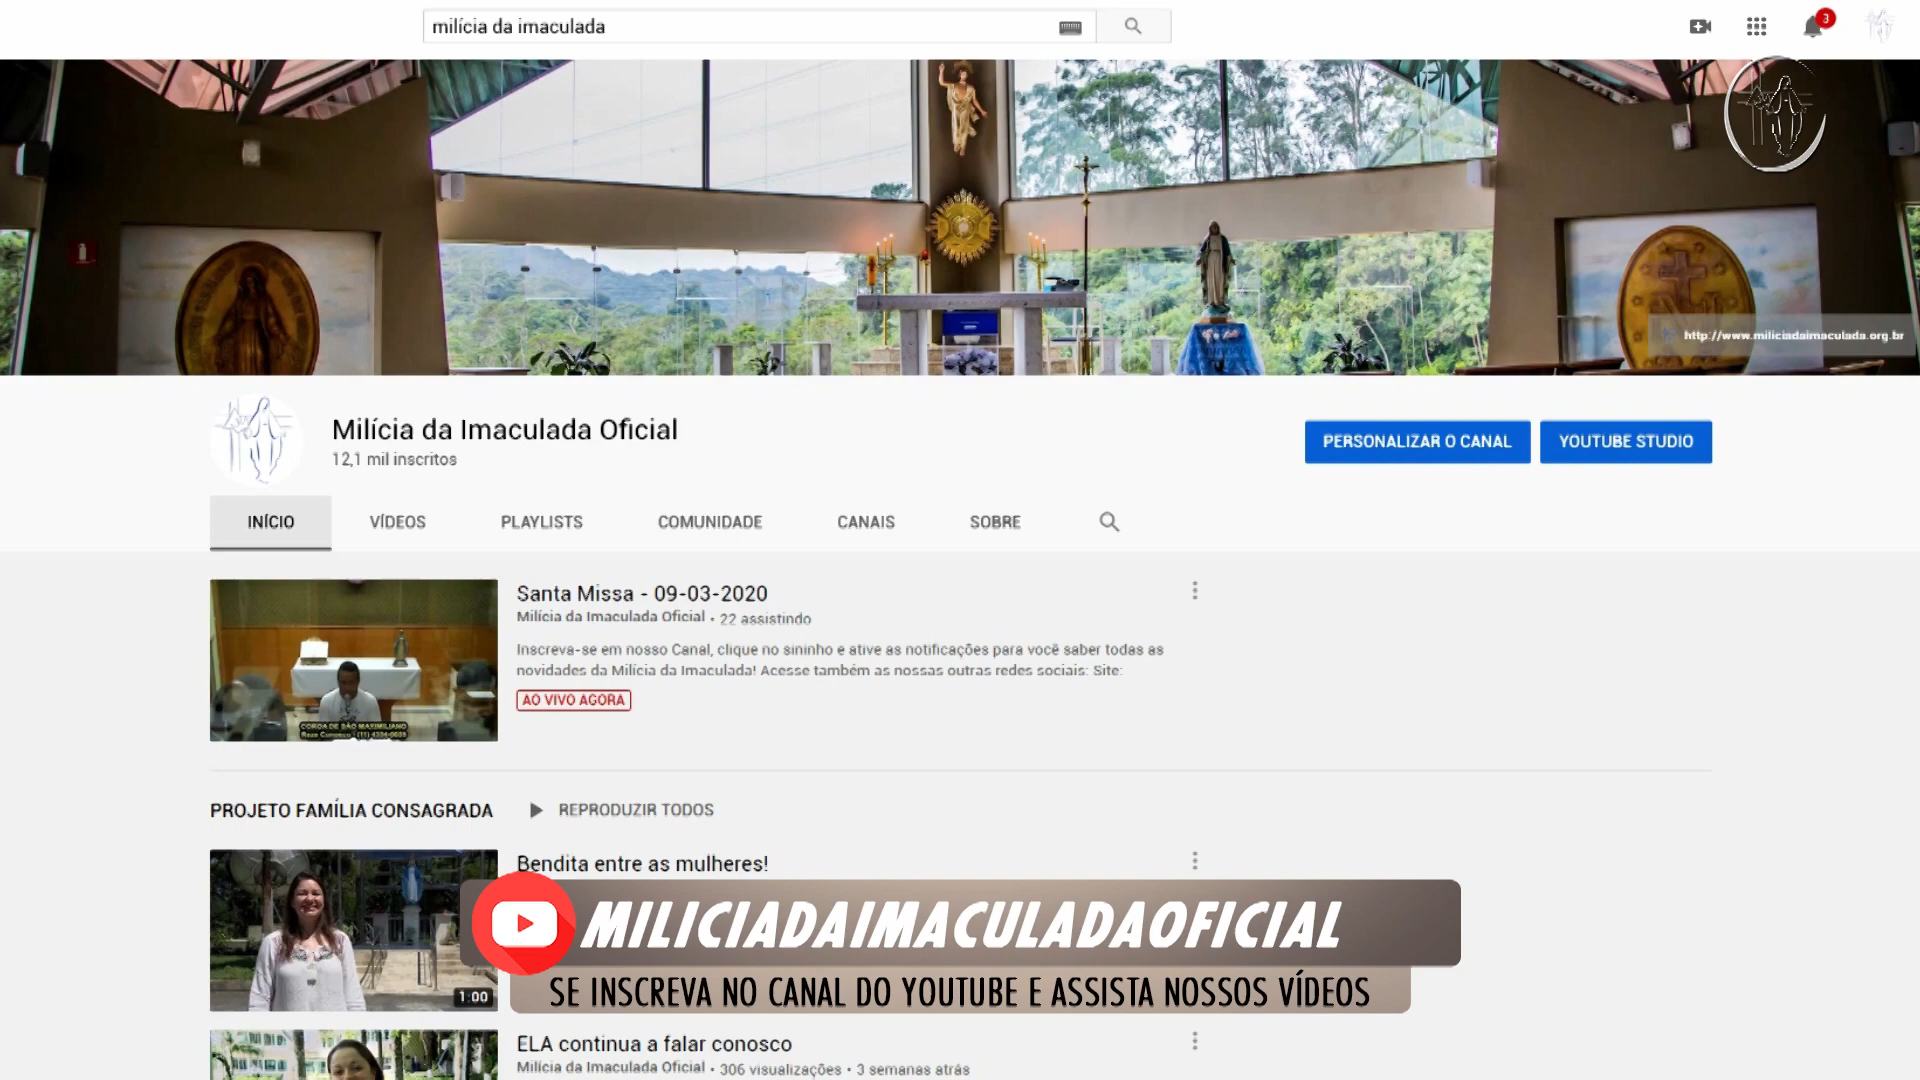 milícia da imaculada
3
http://www.miliciadaimaculada.org.br
Milícia da Imaculada Oficial
12,1 mil inscritos
PERSONALIZAR O CANAL
YOUTUBE STUDIO
INÍCIO
VÍDEOS
PLAYLISTS
COMUNIDADE
CANAIS
SOBRE
Santa Missa - 09-03-2020
Milícia da Imaculada Oficial • 22 assistindo
Inscreva-se em nosso Canal, clique no sininho e ative as notificações para você saber todas as
novidades da Milícia da Imaculada! Acesse também as nossas outras redes sociais: Site:
AO VIVO AGORA
COROA DE SÃO MAXIMILIANO
PROJETO FAMÍLIA CONSAGRADA
REPRODUZIR TODOS
Bendita entre as mulheres!
1:00
MILICIADAIMACULADAOFICIAL
SE INSCREVA NO CANAL DO YOUTUBE E ASSISTA NOSSOS VÍDEOS
ELA continua a falar conosco
Milícia da Imaculada Oficial • 306 visualizações • 3 semanas atrás